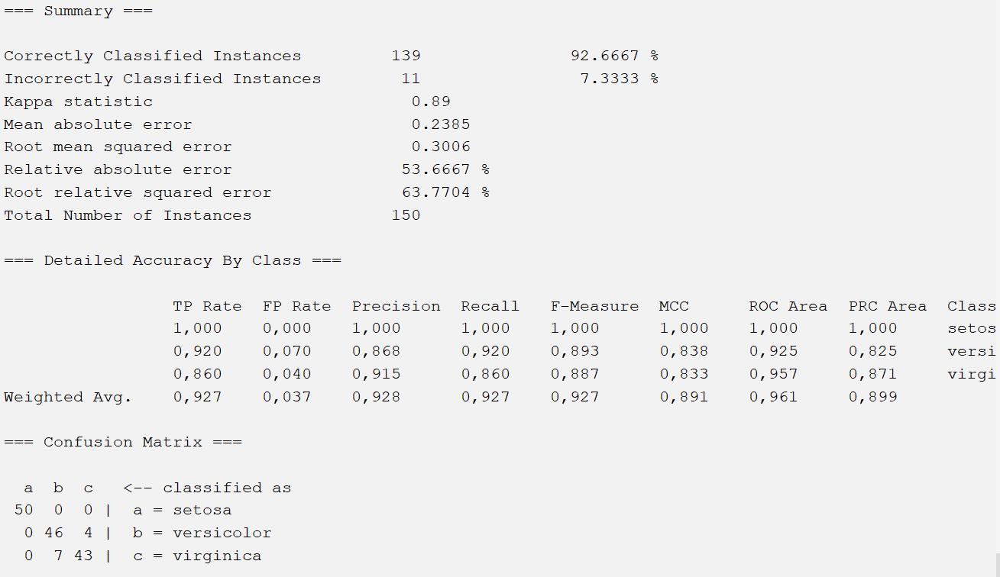 === Summary ===
Correctly Classified Instances 139 92.6667 %
Incorrectly Classified Instances 11 7.3333 %
Kappa statistic 0.89
Mean absolute error 0.2385
Root mean squared error 0.3006
Relative absolute error 53.6667 %
Root relative squared error 63.7704 %
Total Number of Instances 150
=== Detailed Accuracy By Class ===
TP Rate FP Rate Precision Recall F-Measure MCC ROC Area PRC Area Class
1,000 0,000 1,000 1,000 1,000 1,000 1,000 1,000 setos
0,920 0,070 0,868 0,920 0,893 0,838 0,925 0,825 versi
0,860 0,040 0,915 0,860 0,887 0,833 0,957 0,871 virgi
Weighted Avg. 0,927 0,037 0,928 0,927 0,927 0,891 0,961 0,899
=== Confusion Matrix ===
a b c <-- classified as
50 0 0 | a = setosa
0 46 4 | b = versicolor
0 7 43 | c = virginica